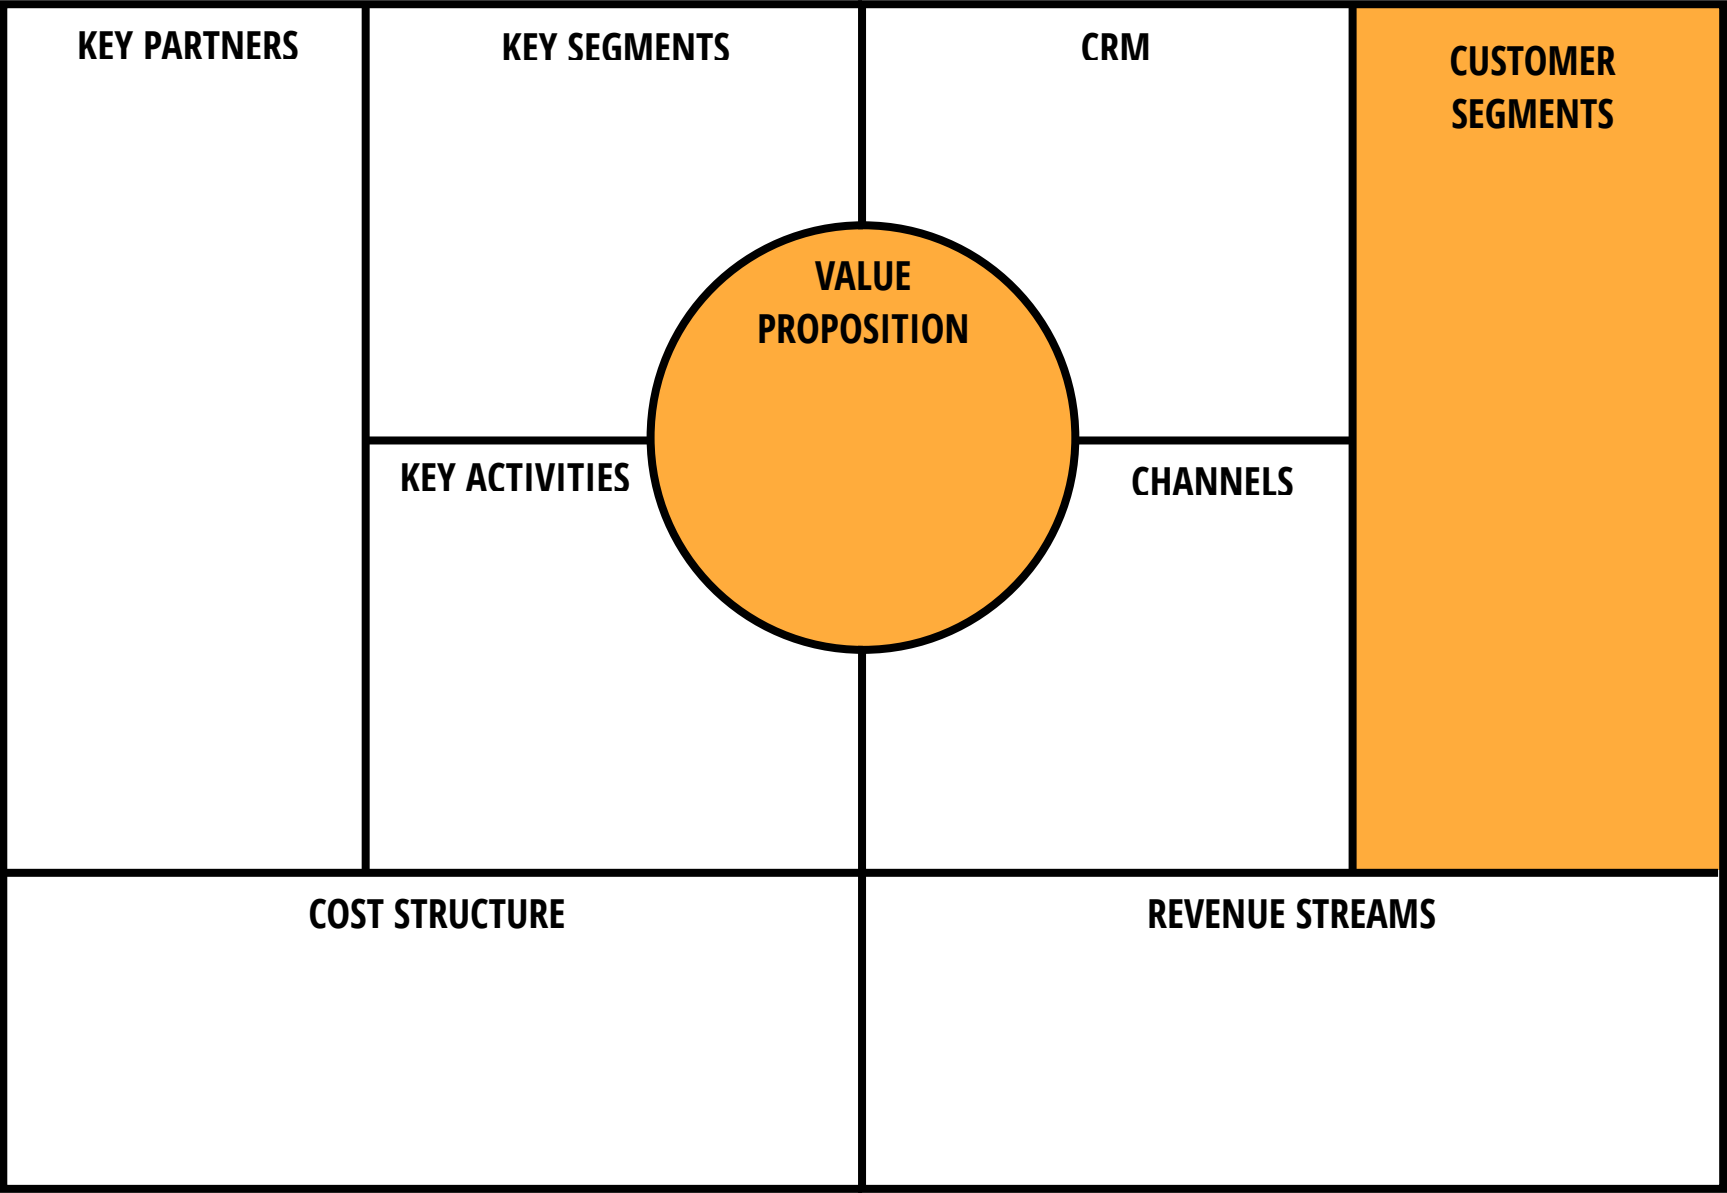 KEY PARTNERS
KEY SEGMENTS
CRM
CUSTOMER
SEGMENTS
VALUE
PROPOSITION
KEY ACTIVITIES
CHANNELS
COST STRUCTURE
REVENUE STREAMS